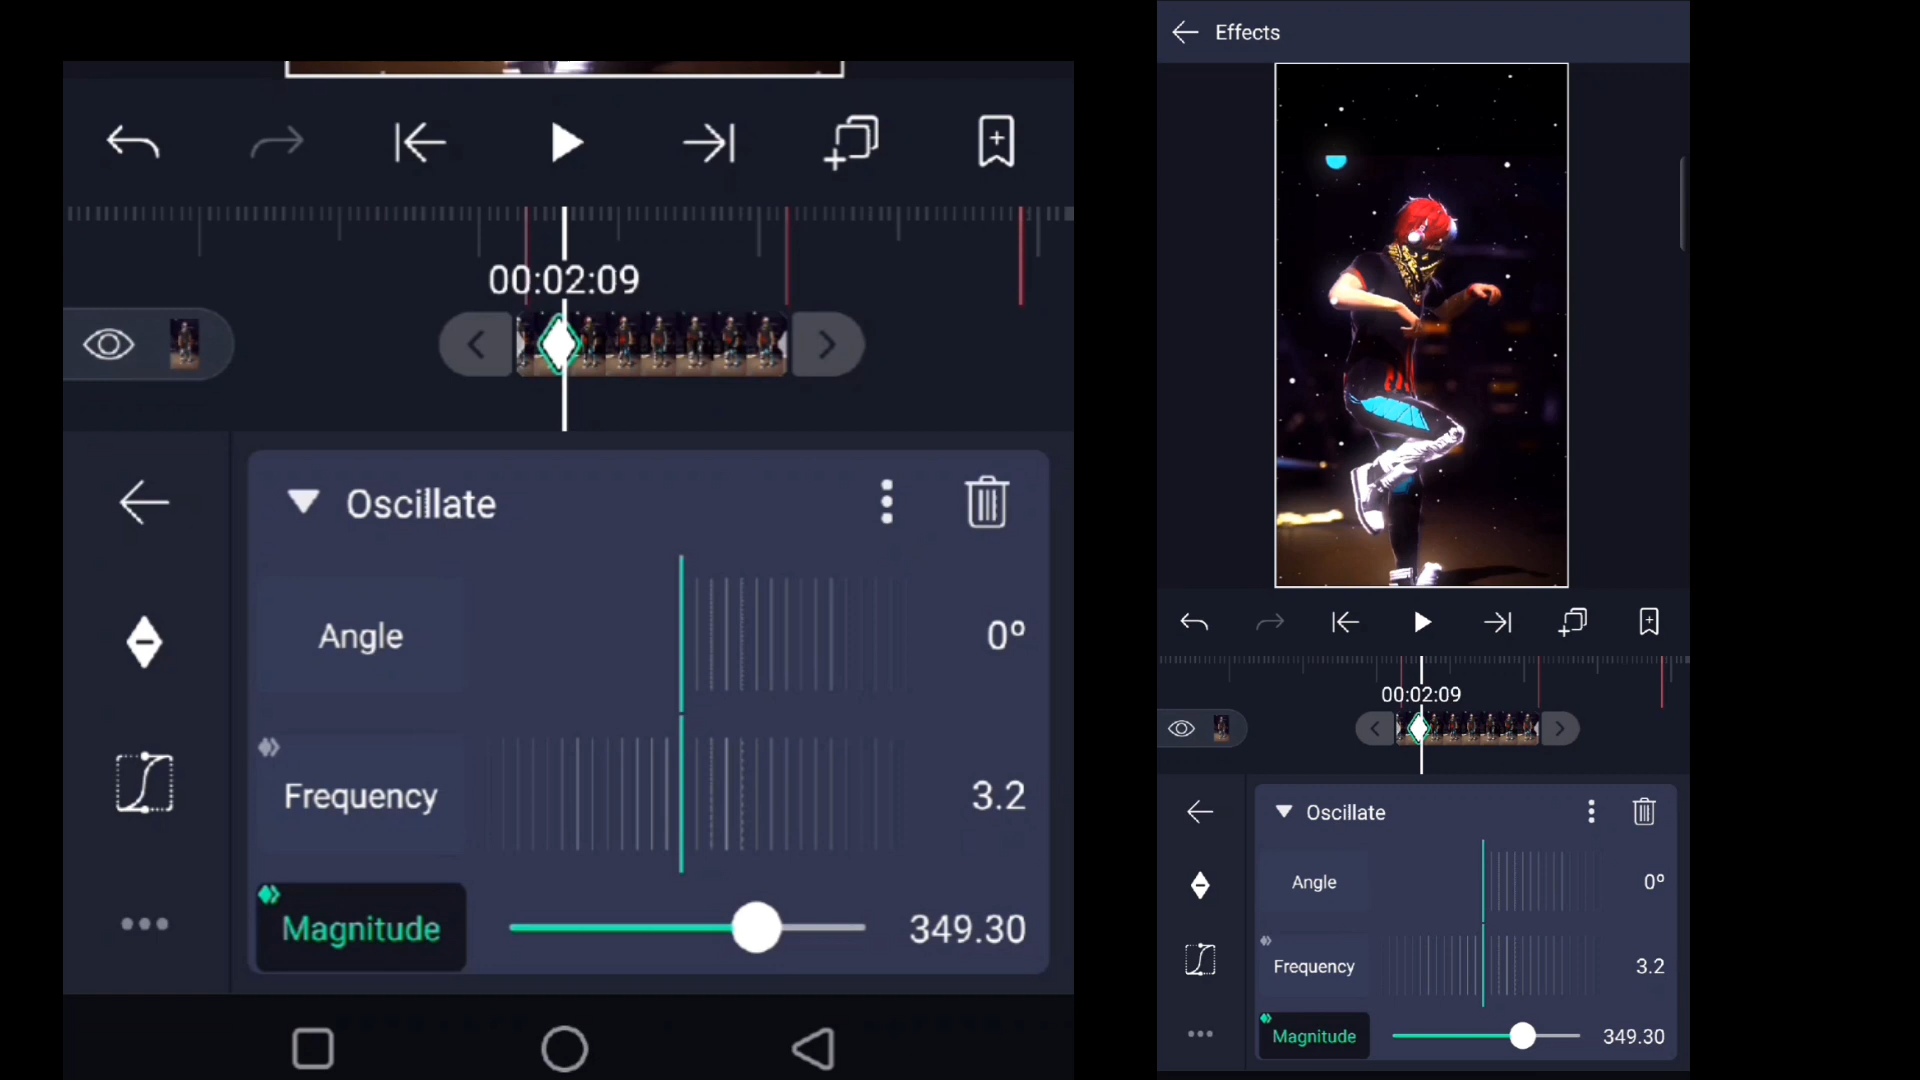 00:02:09
Oscillate
Angle
0°
Frequency
3.2
Magnitude
349.30
Effects
00:02:09
Oscillate
Angle
0°
Frequency
3.2
Magnitude
349.30